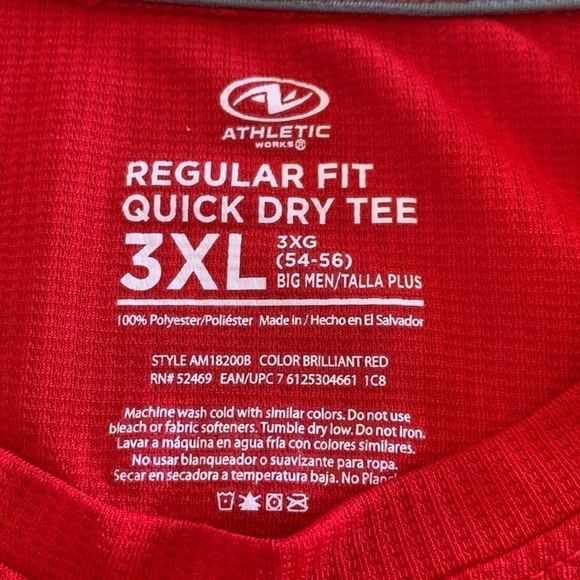 ATHLETIC
WORKS®
REGULAR FIT
QUICK DRY TEE
3XL
3XG
(54-56)
BIG MEN/TALLA PLUS
100% Polyester/Poliéster Made in / Hecho en El Salvador
STYLE AM18200B COLOR BRILLIANT RED
RN# 52469 EAN/UPC 7 6125304661 1C8
Machine wash cold with similar colors. Do not use
bleach or fabric softeners. Tumble dry low. Do not iron.
Lavar a máquina en agua fría con colores similares.
No usar blanqueador o suavizante para ropa.
Secar en secadora a temperatura baja. No